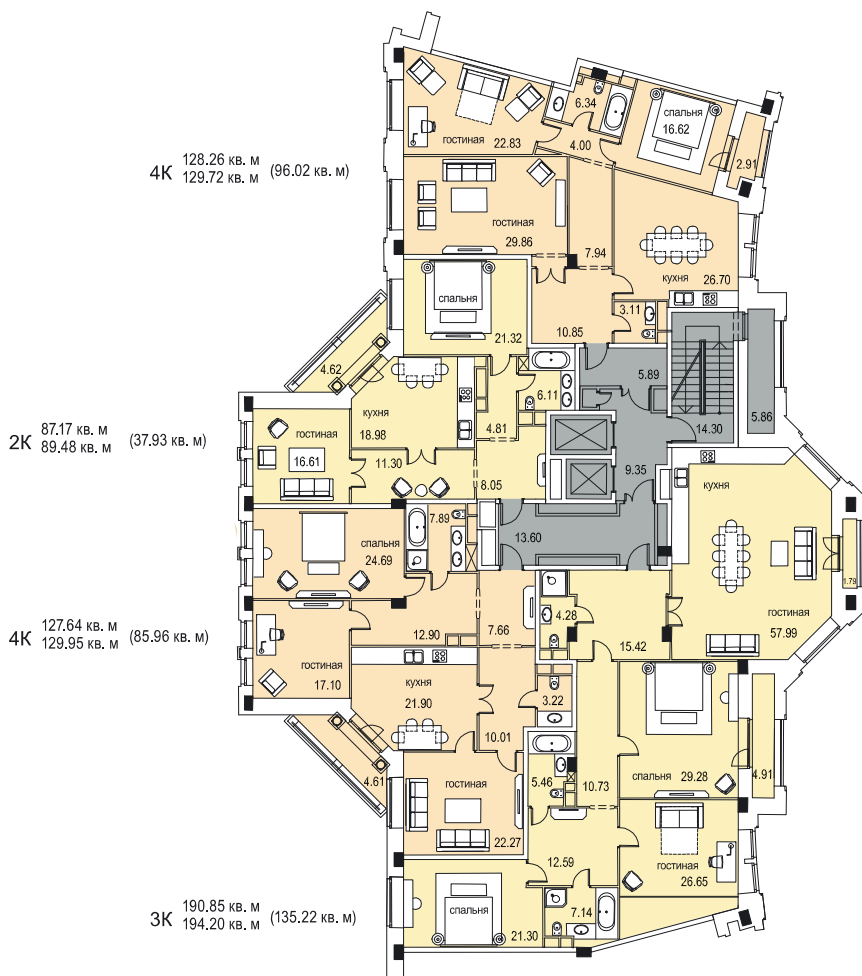 6.34
спальня
16.62
гостиная
22.83
4.00
2.91
4К
128.26 кв. м
129.72 кв. м
(96.02 кв. м)
гостиная
29.86
7.94
кухня
26.70
спальня
21.32
10.85
3.11
4.62
5.89
6.11
5.86
14.30
кухня
18.98
4.81
2К
87.17 кв. м
89.48 кв. м
(37.93 кв. м)
гостиная
16.61
11.30
8.05
9.35
кухня
7.89
13.60
спальня
24.69
1.79
4К
127.64 кв. м
129.95 кв. м
(85.96 кв. м)
12.90
7.66
4.28
15.42
гостиная
57.99
гостиная
17.10
кухня
21.90
3.22
10.01
4.61
гостиная
22.27
5.46
10.73
спальня
29.28
4.91
12.59
гостиная
26.65
3К
190.85 кв. м
194.20 кв. м
(135.22 кв. м)
спальня
21.30
7.14